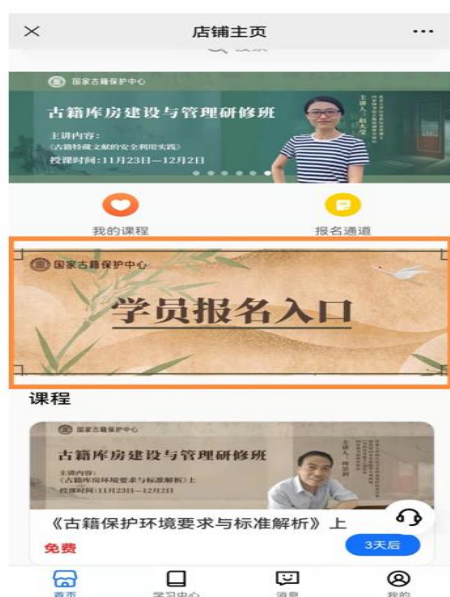 店铺主页
国家古籍保护中心
古籍库房建设与管理研修班
主讲内容:
《古籍特藏文献的安全利用实践》
授课时间:11月23日—12月2日
主讲人:赵大莹
我的课程
报名通道
国家古籍保护中心
学员报名入口
课程
国家古籍保护中心
古籍库房建设与管理研修班
主讲内容:
《古籍库房环境要求与标准解析》上
授课时间:11月23日—12月2日
《古籍保护环境要求与标准解析》上
免费
3天后
首页
学习中心
消息
我的